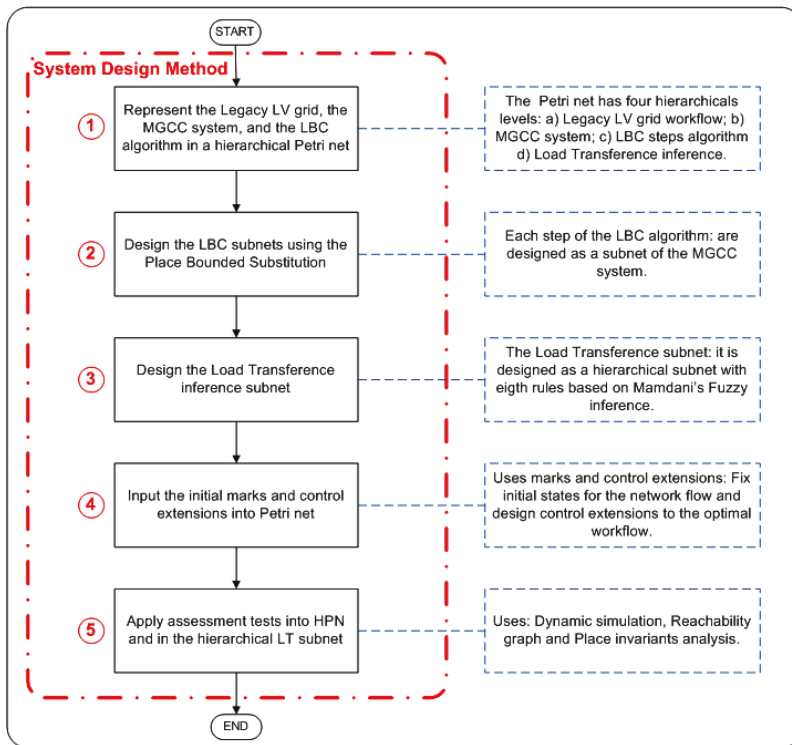 START
System Design Method
1
Represent the Legacy LV grid, the
MGCC system, and the LBC
algorithm in a hierarchical Petri net
The Petri net has four hierarchicals
levels: a) Legacy LV grid workflow; b)
MGCC system; c) LBC steps algorithm
d) Load Transference inference.
2
Design the LBC subnets using the
Place Bounded Substitution
Each step of the LBC algorithm: are
designed as a subnet of the MGCC
system.
3
Design the Load Transference
inference subnet
The Load Transference subnet: it is
designed as a hierarchical subnet with
eigth rules based on Mamdani's Fuzzy
inference.
4
Input the initial marks and control
extensions into Petri net
Uses marks and control extensions: Fix
initial states for the network flow and
design control extensions to the optimal
workflow.
5
Apply assessment tests into HPN
and in the hierarchical LT subnet
Uses: Dynamic simulation, Reachability
graph and Place invariants analysis.
END